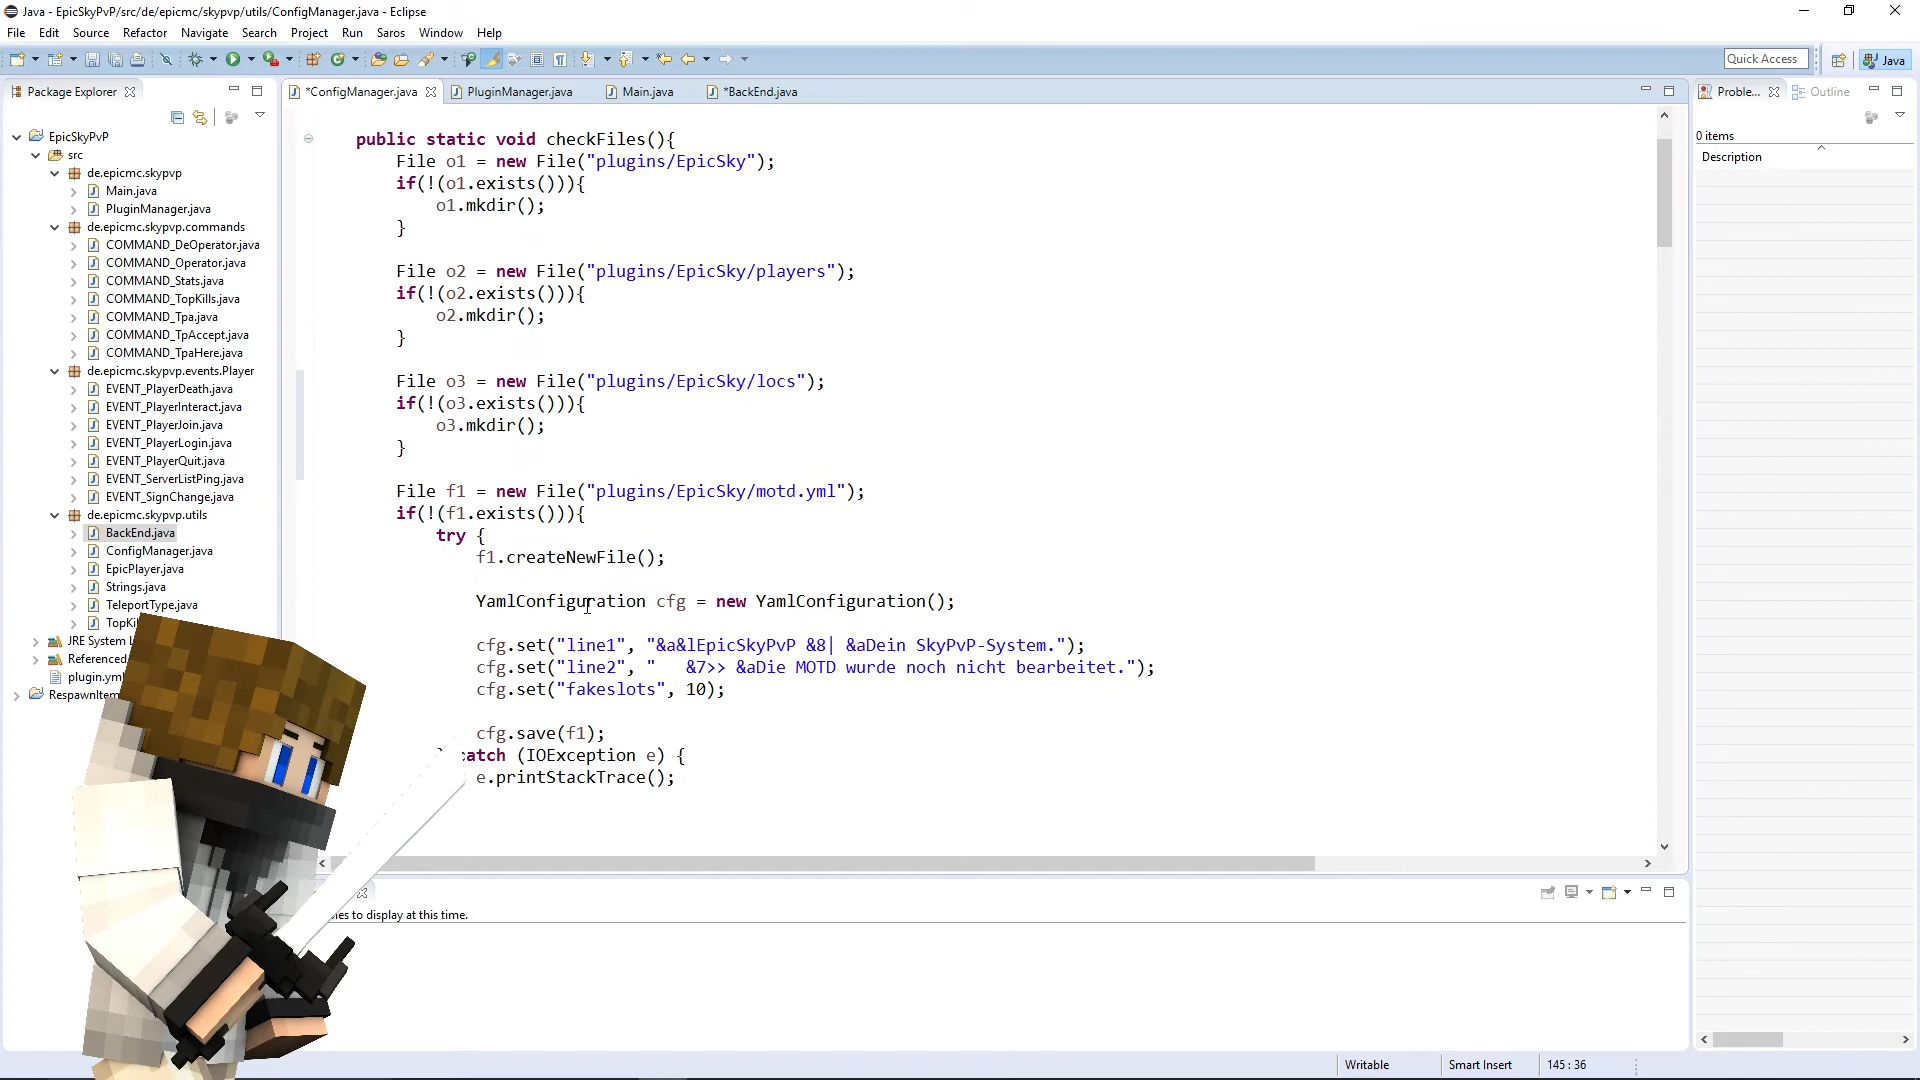 Java - EpicSkyPvP/src/de/epicmc/skypvp/utils/ConfigManager.java - Eclipse
File Edit Source Refactor Navigate Search Project Run Saros Window Help
Quick Access
Java
Package Explorer
*ConfigManager.java
PluginManager.java
Main.java
*BackEnd.java
Proble...
Outline
EpicSkyPvP
src
de.epicmc.skypvp
Main.java
PluginManager.java
de.epicmc.skypvp.commands
COMMAND_DeOperator.java
COMMAND_Operator.java
COMMAND_Stats.java
COMMAND_TopKills.java
COMMAND_Tpa.java
COMMAND_TpAccept.java
COMMAND_TpaHere.java
de.epicmc.skypvp.events.Player
EVENT_PlayerDeath.java
EVENT_PlayerInteract.java
EVENT_PlayerJoin.java
EVENT_PlayerLogin.java
EVENT_PlayerQuit.java
EVENT_ServerListPing.java
EVENT_SignChange.java
de.epicmc.skypvp.utils
BackEnd.java
ConfigManager.java
EpicPlayer.java
Strings.java
TeleportType.java
TopKi
JRE System L
Referenced
plugin.yml
RespawnItem
public static void checkFiles(){
File o1 = new File("plugins/EpicSky");
if(!(o1.exists())){
o1.mkdir();
}
File o2 = new File("plugins/EpicSky/players");
if(!(o2.exists())){
o2.mkdir();
}
File o3 = new File("plugins/EpicSky/locs");
if(!(o3.exists())){
o3.mkdir();
}
File f1 = new File("plugins/EpicSky/motd.yml");
if(!(f1.exists())){
try {
f1.createNewFile();
YamlConfiguration cfg = new YamlConfiguration();
cfg.set("line1", "&a&lEpicSkyPvP &8| &aDein SkyPvP-System.");
cfg.set("line2", "   &7>> &aDie MOTD wurde noch nicht bearbeitet.");
cfg.set("fakeslots", 10);
cfg.save(f1);
} catch (IOException e) {
e.printStackTrace();
0 items
Description
les to display at this time.
Writable
Smart Insert
145 : 36